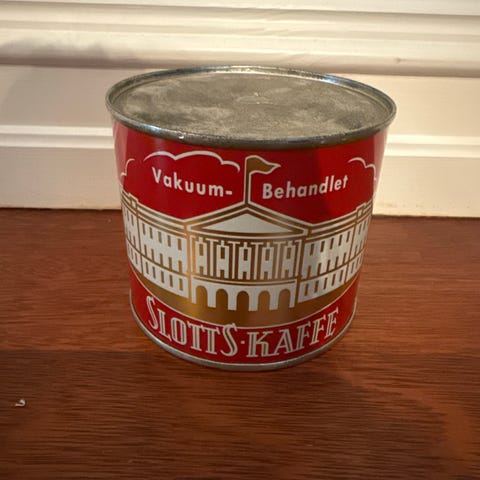 Vakuum- Behandlet
SLOTTS-KAFFE